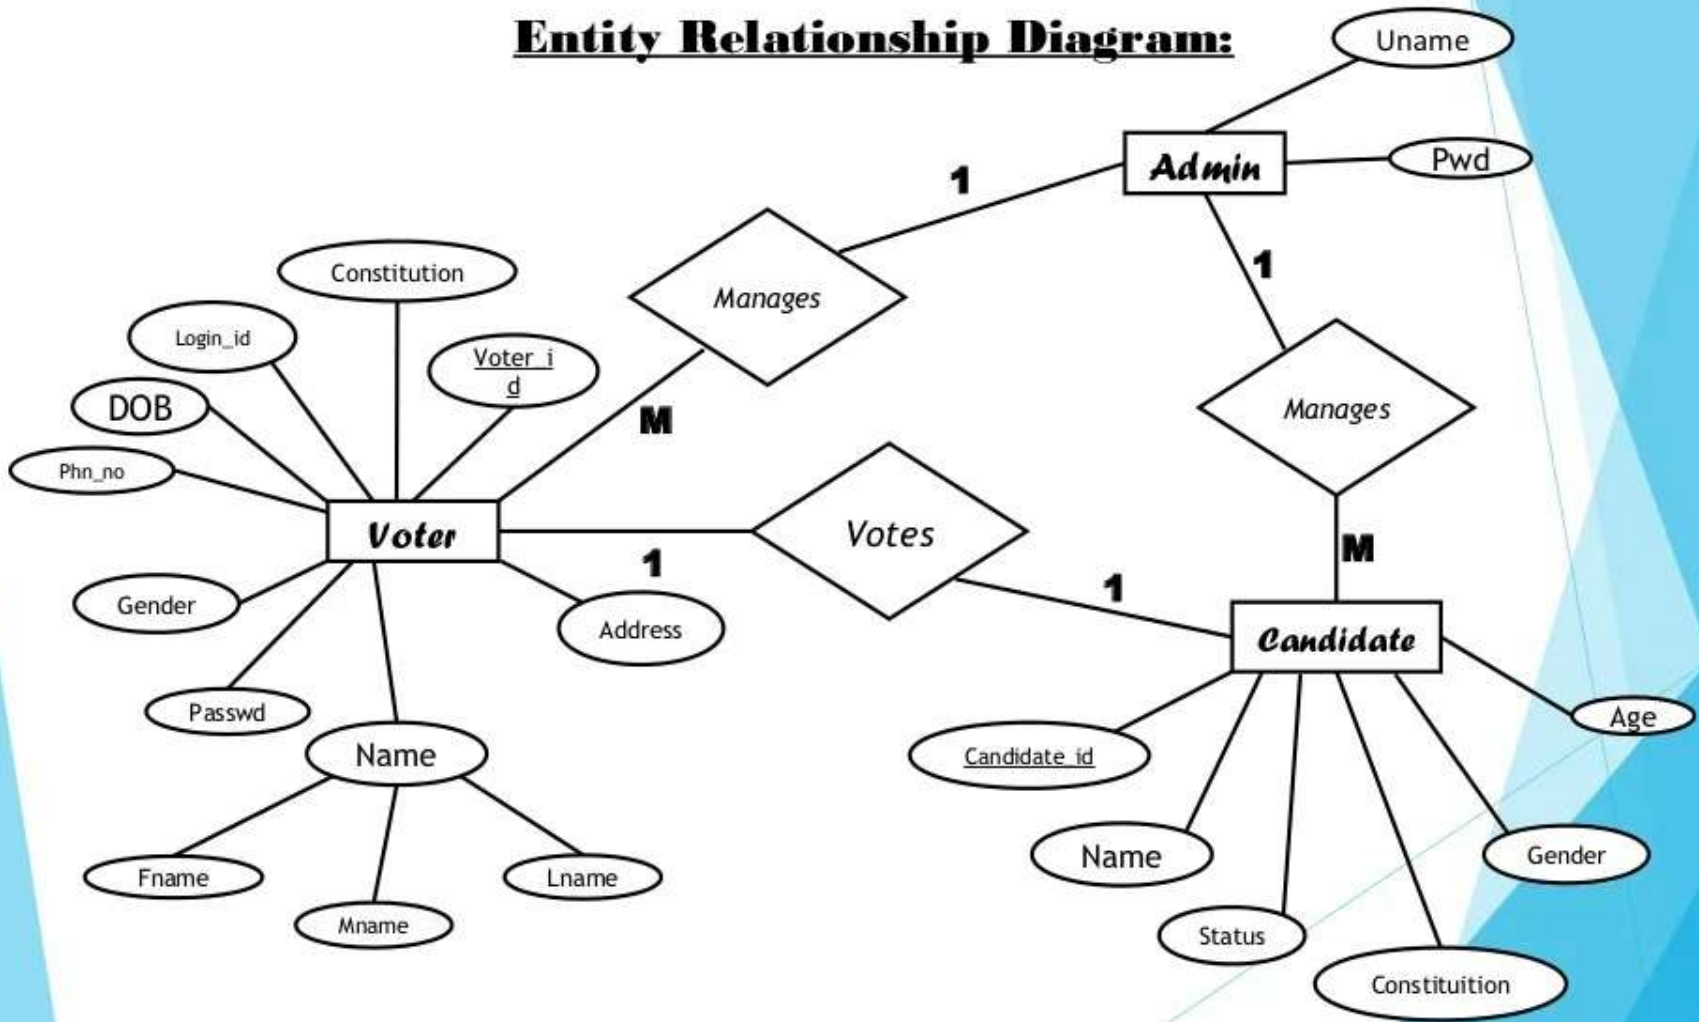 Entity Relationship Diagram:
Uname
Admin
Pwd
1
1
Manages
Constitution
Login_id
Voter_i
d
DOB
Manages
M
Phn_no
Voter
Votes
M
1
1
Gender
Address
Candidate
Passwd
Age
Name
Candidate_id
Name
Gender
Fname
Lname
Mname
Status
Constituition